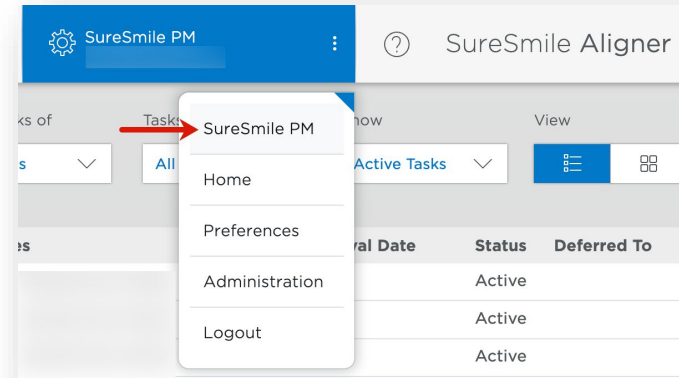 SureSmile PM
SureSmile Aligner
ks of
Tasks
how
View
s
All
Active Tasks
SureSmile PM
Home
Preferences
Administration
Logout
es
val Date
Status
Deferred To
Active
Active
Active